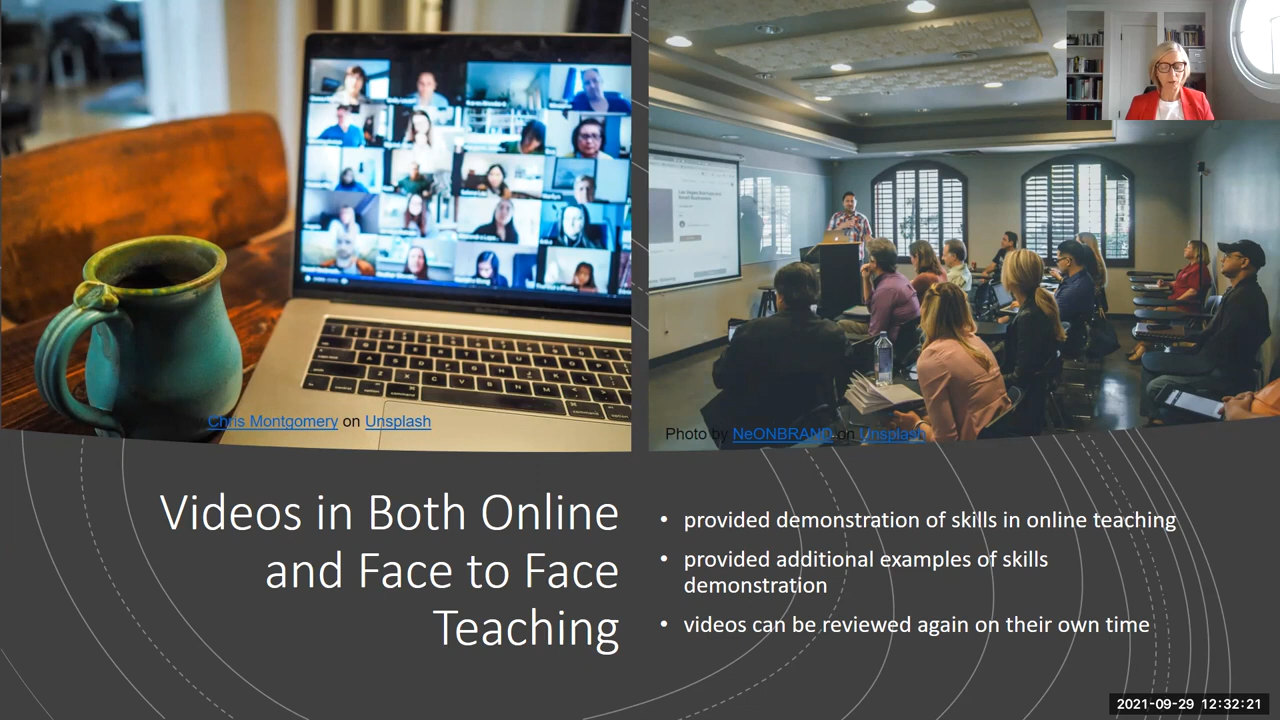 Chris Montgomery on Unsplash
Photo by NeONBRAND on Unsplash
Videos in Both Online
and Face to Face
Teaching
• provided demonstration of skills in online teaching
• provided additional examples of skills
demonstration
• videos can be reviewed again on their own time
2021-09-29 12:32:21